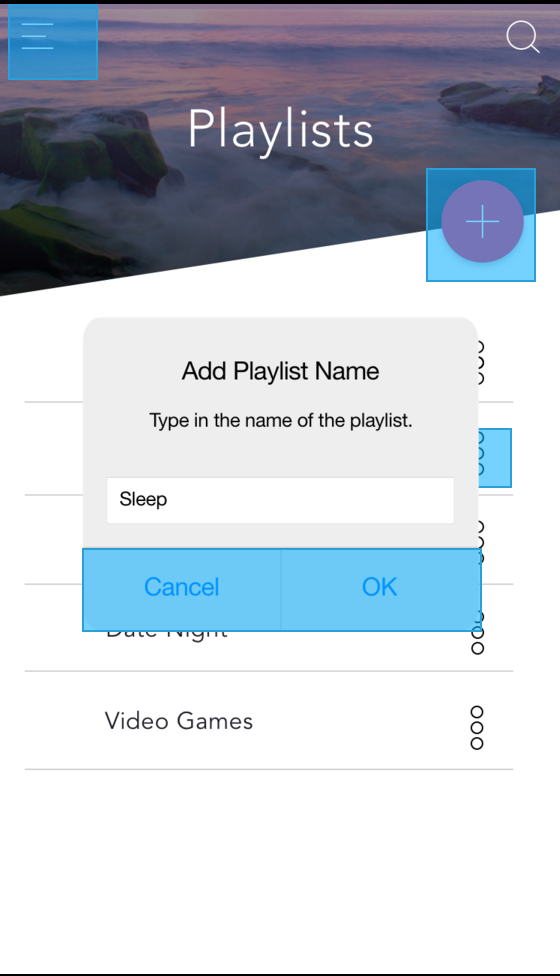 Playlists
Add Playlist Name
Type in the name of the playlist.
Sleep
Cancel OK
Date Night
Video Games